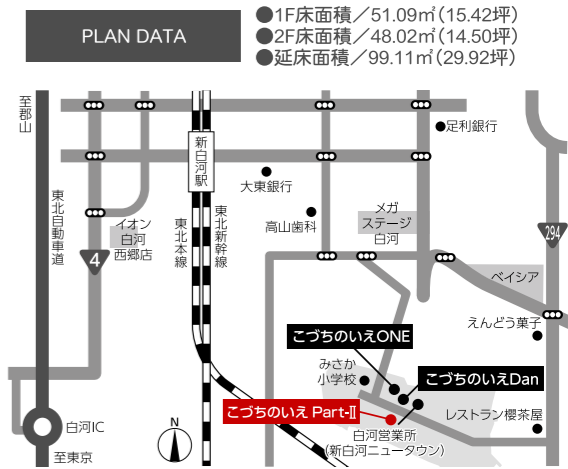 PLAN DATA
●1F床面積／51.09㎡（15.42坪）
●2F床面積／48.02㎡（14.50坪）
●延床面積／99.11㎡（29.92坪）
至郡山
足利銀行
新白河駅
大東銀行
東北自動車道
イオン
白河
西郷店
東北本線
東北新幹線
高山歯科
メガ
ステージ
白河
294
4
ベイシア
えんどう菓子
こづちのいえONE
みさか
小学校
こづちのいえDan
こづちのいえ Part-Ⅱ
レストラン櫻茶屋
白河IC
N
白河営業所
(新白河ニュータウン)
至東京